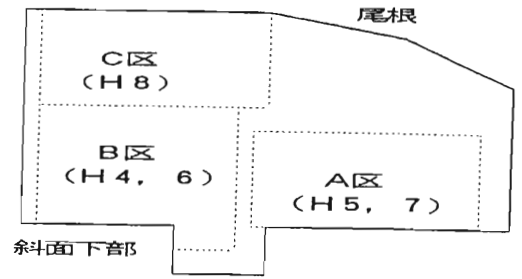 尾根
C区
(H8)
B区
(H4, 6)
A区
(H5, 7)
斜面下部